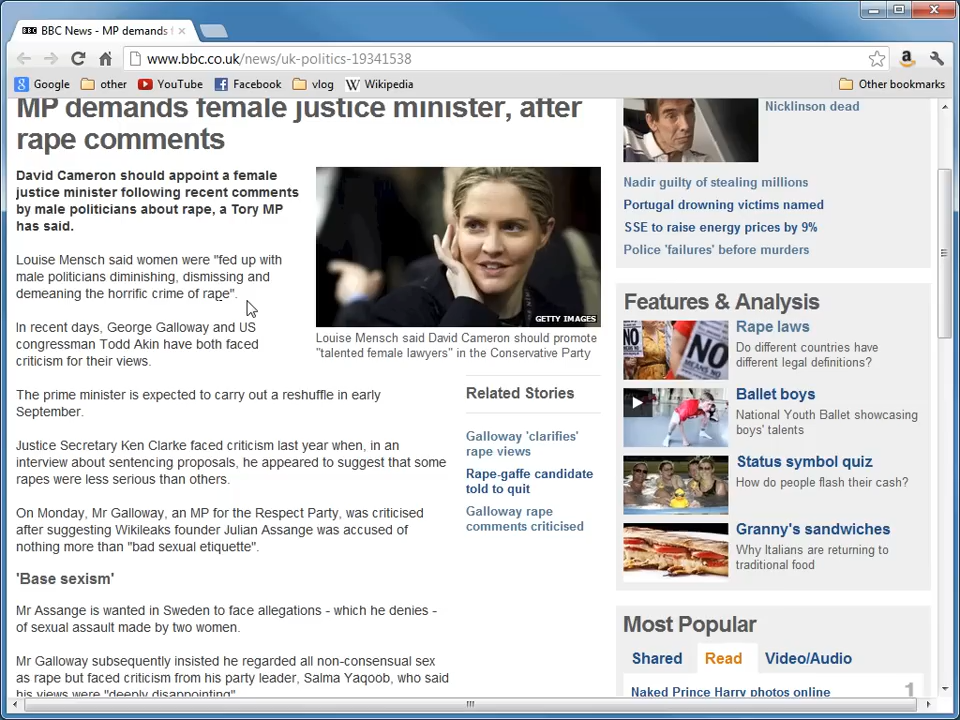 BBC News - MP demands f
www.bbc.co.uk/news/uk-politics-19341538
Google other YouTube Facebook vlog Wikipedia Other bookmarks
MP demands female justice minister, after
rape comments
David Cameron should appoint a female
justice minister following recent comments
by male politicians about rape, a Tory MP
has said.
Louise Mensch said women were "fed up with
male politicians diminishing, dismissing and
demeaning the horrific crime of rape".
In recent days, George Galloway and US
congressman Todd Akin have both faced
criticism for their views.
GETTY IMAGES
Louise Mensch said David Cameron should promote
"talented female lawyers" in the Conservative Party
The prime minister is expected to carry out a reshuffle in early
September.
Justice Secretary Ken Clarke faced criticism last year when, in an
interview about sentencing proposals, he appeared to suggest that some
rapes were less serious than others.
On Monday, Mr Galloway, an MP for the Respect Party, was criticised
after suggesting Wikileaks founder Julian Assange was accused of
nothing more than "bad sexual etiquette".
'Base sexism'
Mr Assange is wanted in Sweden to face allegations - which he denies -
of sexual assault made by two women.
Mr Galloway subsequently insisted he regarded all non-consensual sex
as rape but faced criticism from his party leader, Salma Yaqoob, who said
his views were "deeply disappointing".
Related Stories
Galloway 'clarifies'
rape views
Rape-gaffe candidate
told to quit
Galloway rape
comments criticised
Nicklinson dead
Nadir guilty of stealing millions
Portugal drowning victims named
SSE to raise energy prices by 9%
Police 'failures' before murders
Features & Analysis
Rape laws
Do different countries have
different legal definitions?
NO
MEANS NO
NO
Ballet boys
National Youth Ballet showcasing
boys' talents
Status symbol quiz
How do people flash their cash?
Granny's sandwiches
Why Italians are returning to
traditional food
Most Popular
Shared Read Video/Audio
Naked Prince Harry photos online 1